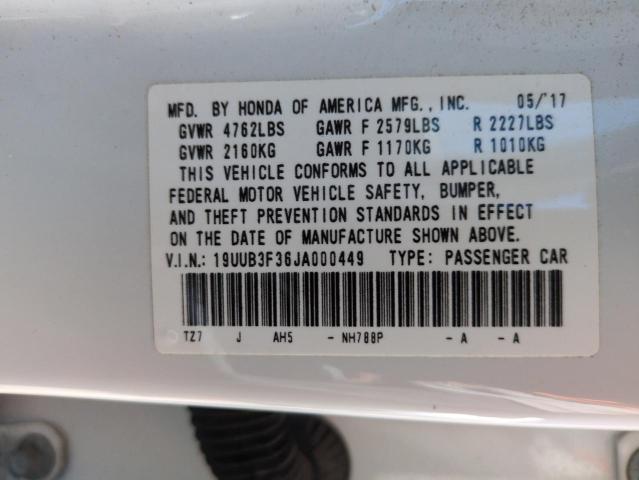 MFD. BY HONDA OF AMERICA MFG., INC. 05/'17
GVWR 4762LBS GAWR F 2579LBS R 2227LBS
GVWR 2160KG GAWR F 1170KG R 1010KG
THIS VEHICLE CONFORMS TO ALL APPLICABLE
FEDERAL MOTOR VEHICLE SAFETY, BUMPER,
AND THEFT PREVENTION STANDARDS IN EFFECT
ON THE DATE OF MANUFACTURE SHOWN ABOVE.
V.I.N.: 19UUB3F36JA000449 TYPE: PASSENGER CAR
TZ7 J AH5 - NH788P - A - A